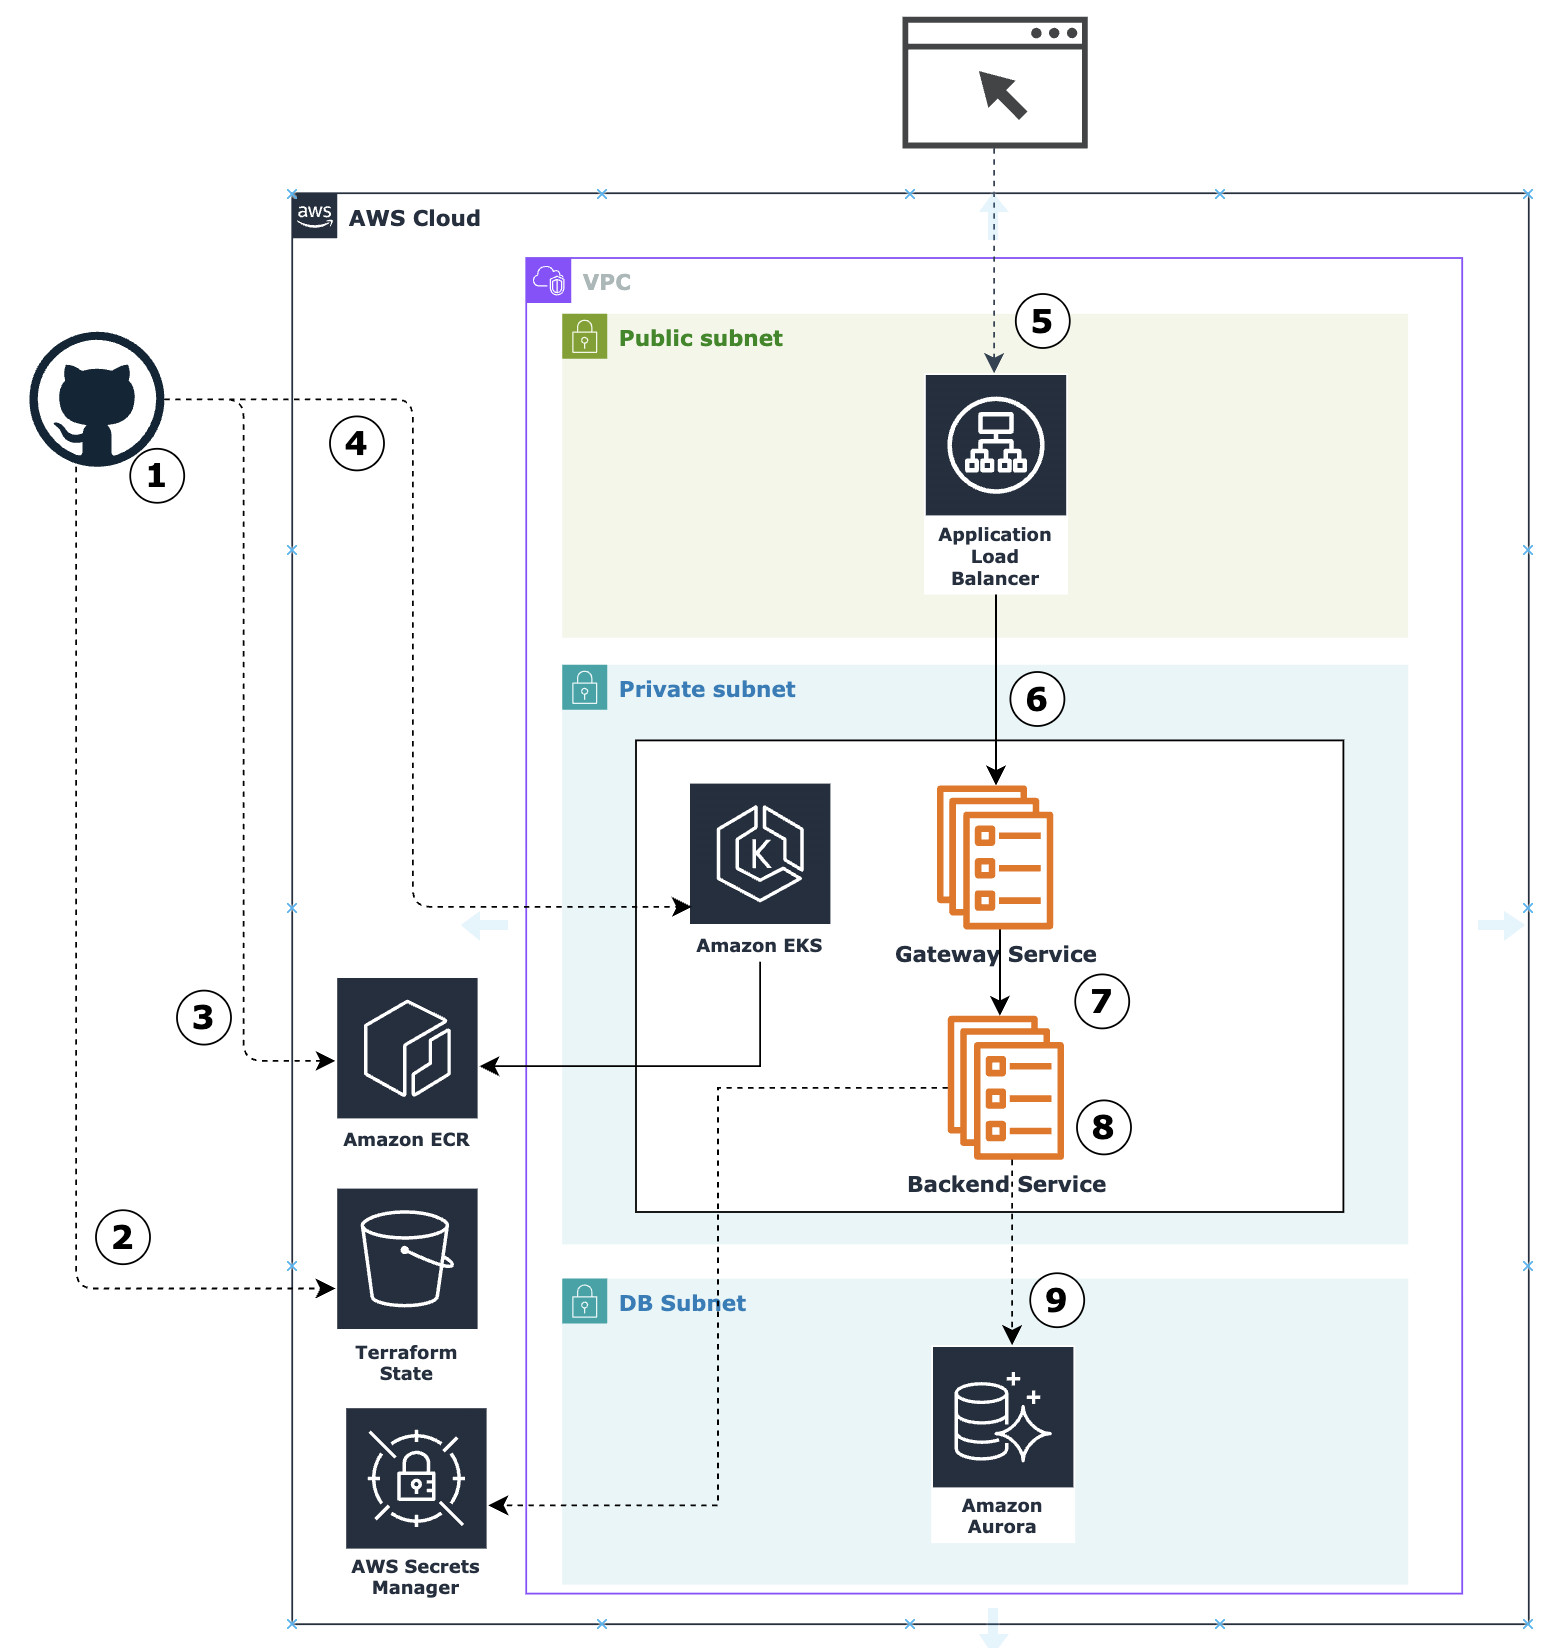 aws
AWS Cloud
VPC
5
Public subnet
4
1
Application
Load
Balancer
Private subnet
6
K
Amazon EKS
Gateway Service
7
3
Amazon ECR
8
Backend Service
2
DB Subnet
9
Terraform
State
Amazon
Aurora
AWS Secrets
Manager